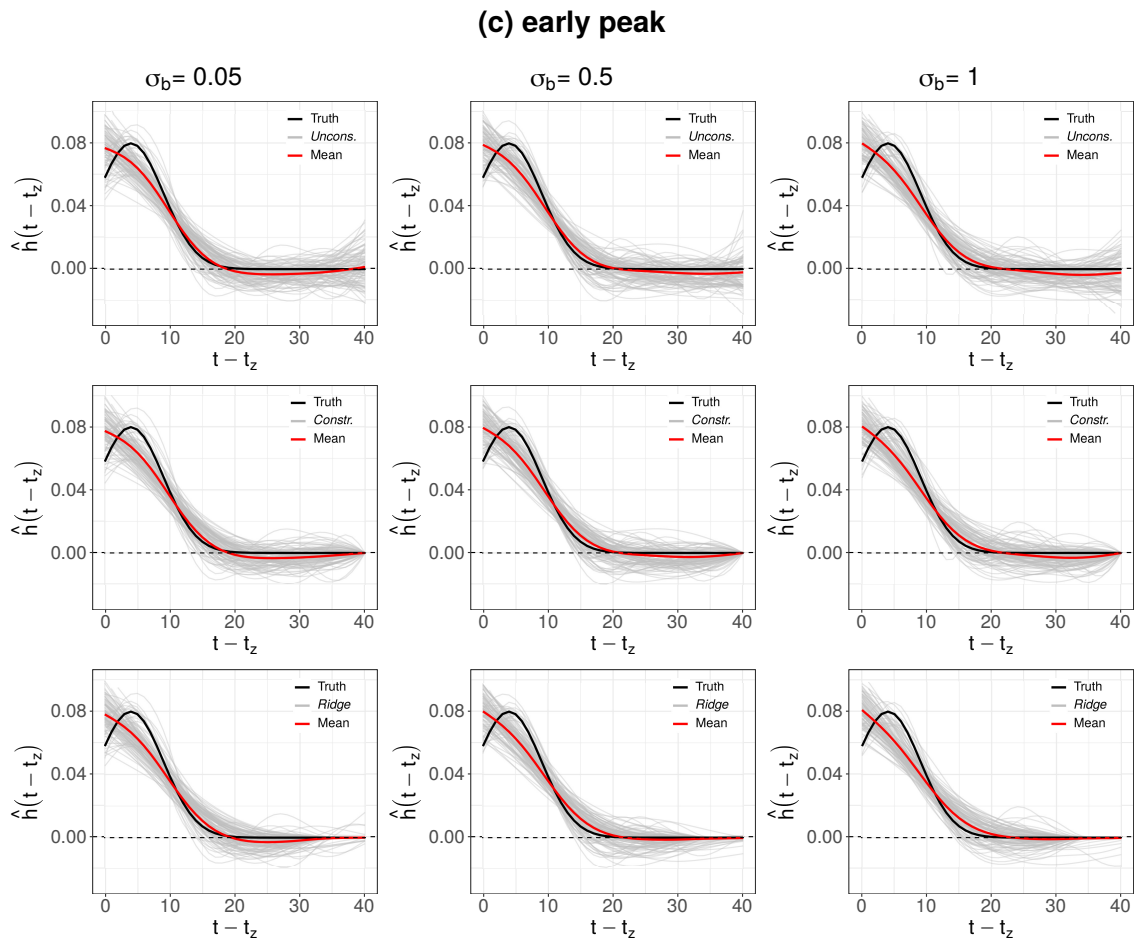 (c) early peak
σb= 0.05
σb= 0.5
σb= 1
ĥ(t − tz)
0.08
0.04
0.00
Truth
Uncons.
Mean
0 10 20 30 40
t − tz
ĥ(t − tz)
0.08
0.04
0.00
Truth
Uncons.
Mean
0 10 20 30 40
t − tz
ĥ(t − tz)
0.08
0.04
0.00
Truth
Uncons.
Mean
0 10 20 30 40
t − tz
ĥ(t − tz)
0.08
0.04
0.00
Truth
Constr.
Mean
0 10 20 30 40
t − tz
ĥ(t − tz)
0.08
0.04
0.00
Truth
Constr.
Mean
0 10 20 30 40
t − tz
ĥ(t − tz)
0.08
0.04
0.00
Truth
Constr.
Mean
0 10 20 30 40
t − tz
ĥ(t − tz)
0.08
0.04
0.00
Truth
Ridge
Mean
0 10 20 30 40
t − tz
ĥ(t − tz)
0.08
0.04
0.00
Truth
Ridge
Mean
0 10 20 30 40
t − tz
ĥ(t − tz)
0.08
0.04
0.00
Truth
Ridge
Mean
0 10 20 30 40
t − tz